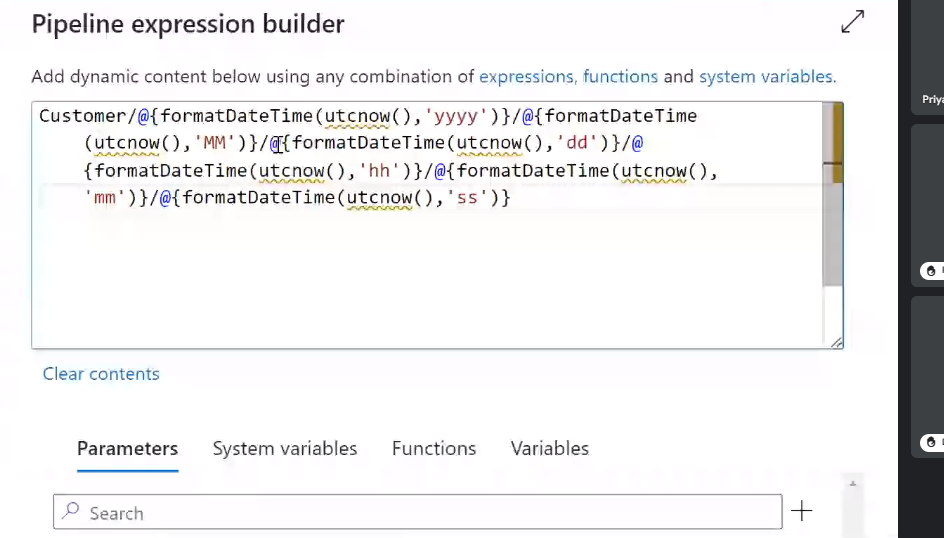 Pipeline expression builder
Add dynamic content below using any combination of expressions, functions and system variables.
Customer/@{formatDateTime(utcnow(),'yyyy')}/@{formatDateTime
(utcnow(),'MM')}/@{formatDateTime(utcnow(),'dd')}/@
{formatDateTime(utcnow(),'hh')}/@{formatDateTime(utcnow(),
'mm')}/@{formatDateTime(utcnow(),'ss')}
Clear contents
Parameters System variables Functions Variables
Search